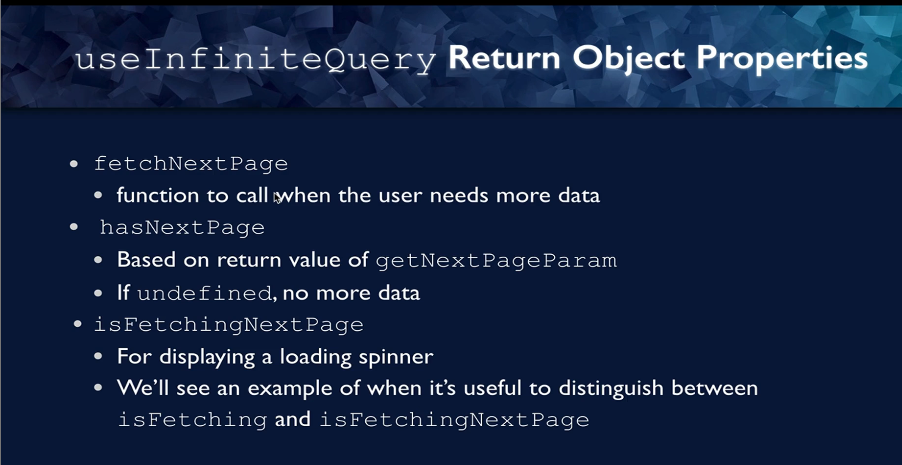 useInfiniteQuery Return Object Properties
• fetchNextPage
• function to call when the user needs more data
• hasNextPage
• Based on return value of getNextPageParam
• If undefined, no more data
• isFetchingNextPage
• For displaying a loading spinner
• We’ll see an example of when it’s useful to distinguish between
isFetching and isFetchingNextPage